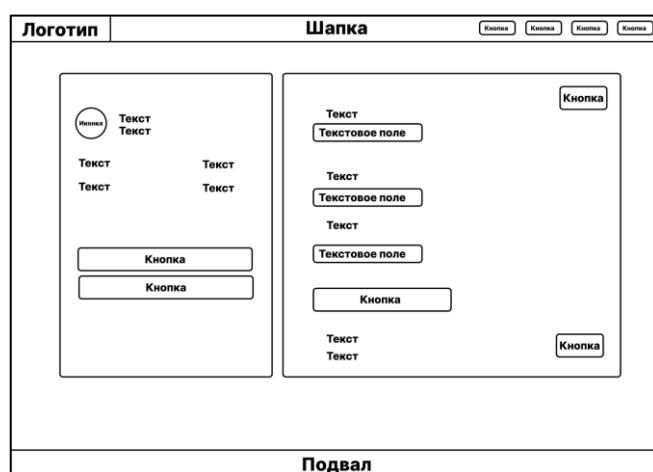 Логотип
Шапка
Кнопка Кнопка Кнопка Кнопка
Иконка
Текст
Текст
Текст Текст
Текст Текст
Кнопка
Кнопка
Кнопка
Текст
Текстовое поле
Текст
Текстовое поле
Текст
Текстовое поле
Кнопка
Текст
Текст
Кнопка
Подвал